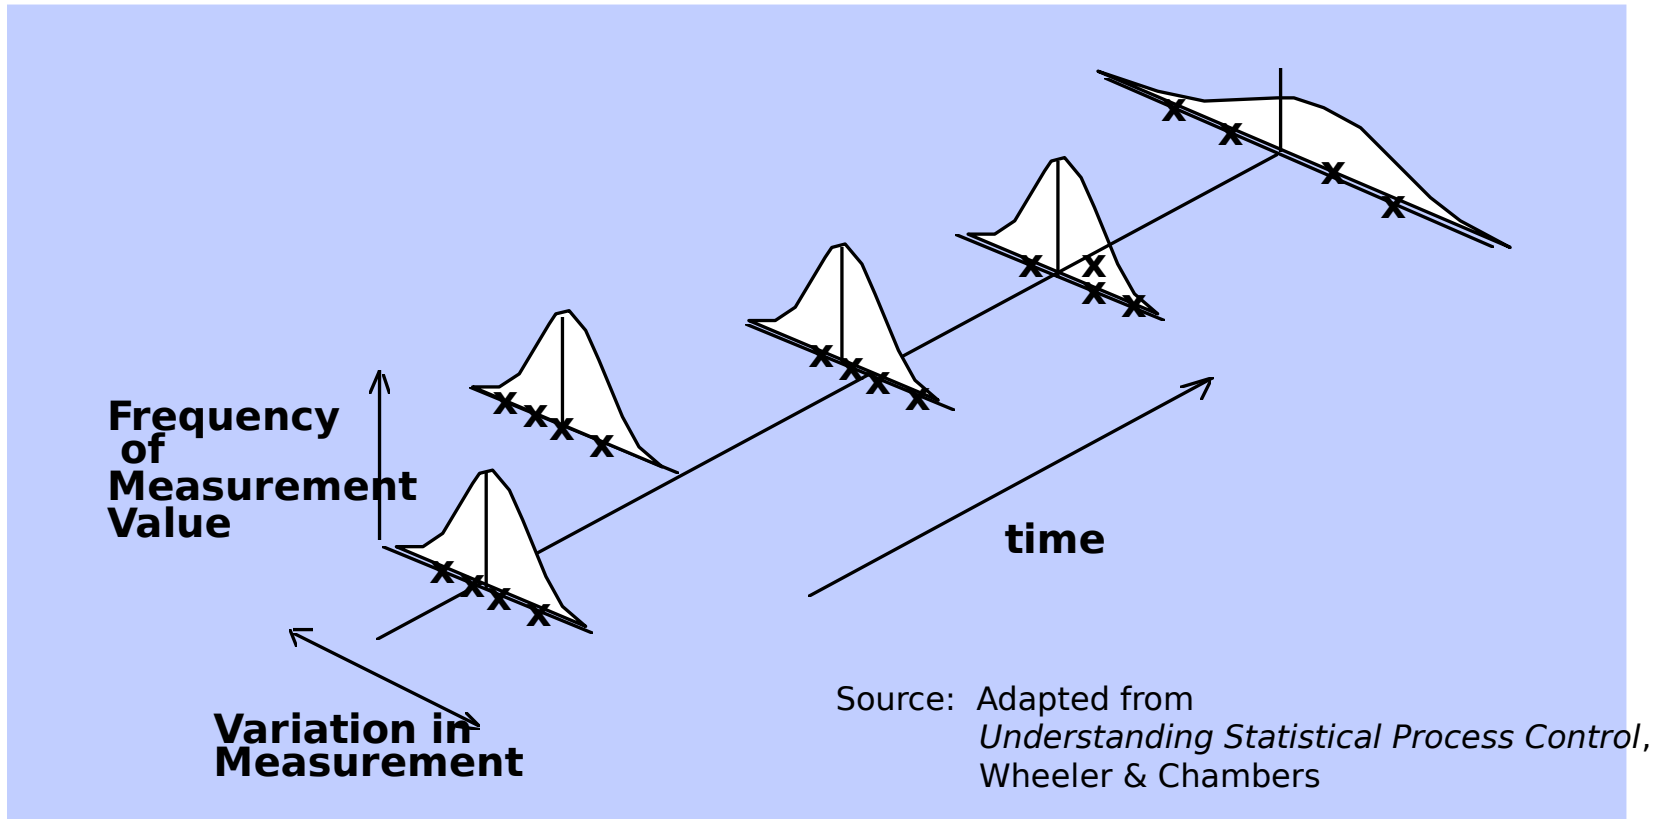 Frequency
of
Measurement
Value
time
Variation in
Measurement
Source: Adapted from
Understanding Statistical Process Control,
Wheeler & Chambers
x x x x
x x x x
x x x x
x x x x
x x x x